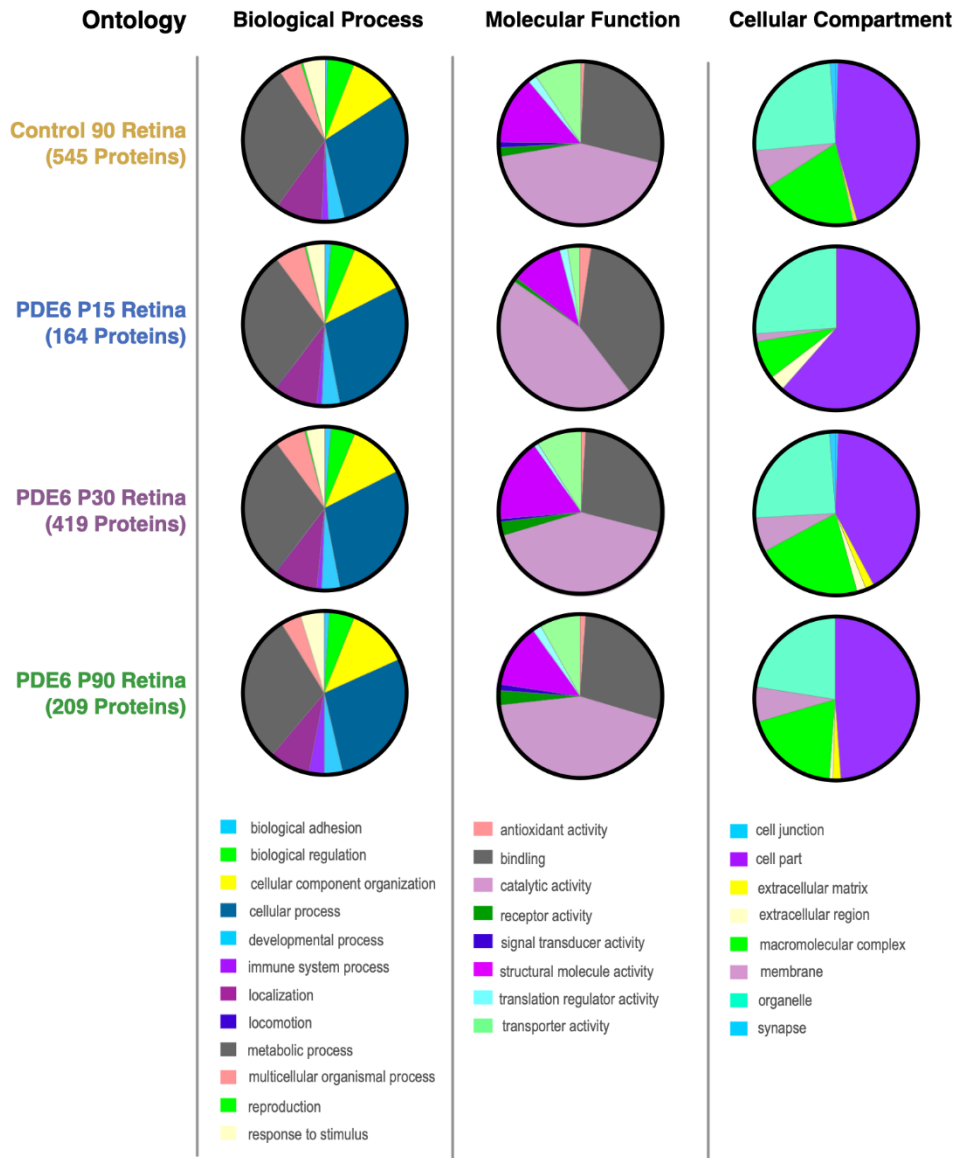 Ontology
Biological Process
Molecular Function
Cellular Compartment
Control 90 Retina
(545 Proteins)
PDE6 P15 Retina
(164 Proteins)
PDE6 P30 Retina
(419 Proteins)
PDE6 P90 Retina
(209 Proteins)
biological adhesion
biological regulation
cellular component organization
cellular process
developmental process
immune system process
localization
locomotion
metabolic process
multicellular organismal process
reproduction
response to stimulus
antioxidant activity
bindling
catalytic activity
receptor activity
signal transducer activity
structural molecule activity
translation regulator activity
transporter activity
cell junction
cell part
extracellular matrix
extracellular region
macromolecular complex
membrane
organelle
synapse